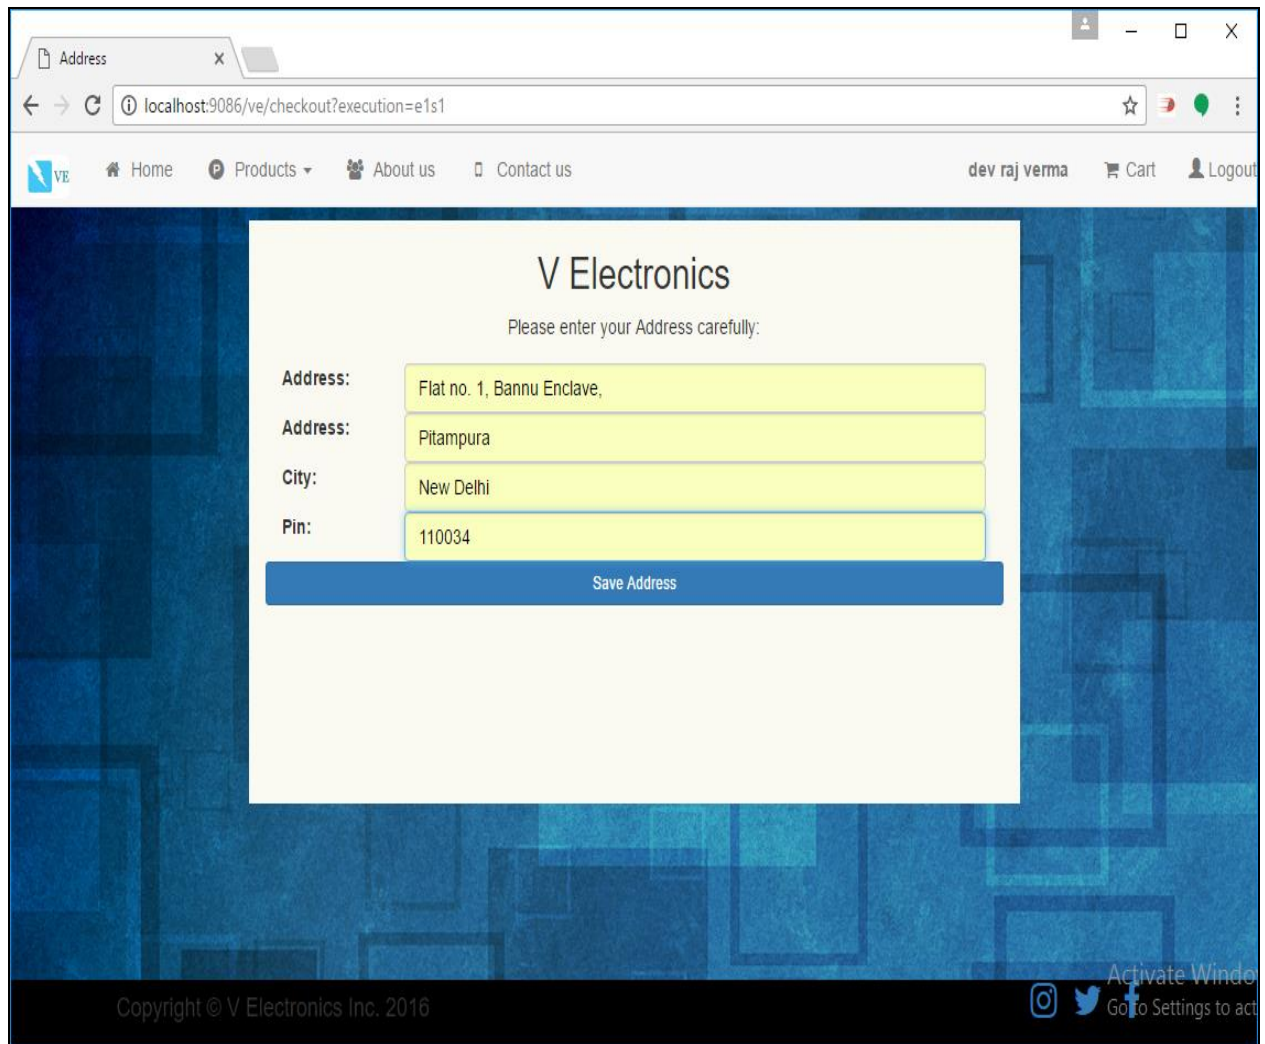 Address
localhost:9086/ve/checkout?execution=e1s1
VE Home Products About us Contact us dev raj verma Cart Logout
V Electronics
Please enter your Address carefully:
Address: Flat no. 1, Bannu Enclave,
Address: Pitampura
City: New Delhi
Pin: 110034
Save Address
Activate Windo
Copyright © V Electronics Inc. 2016
Go to Settings to act